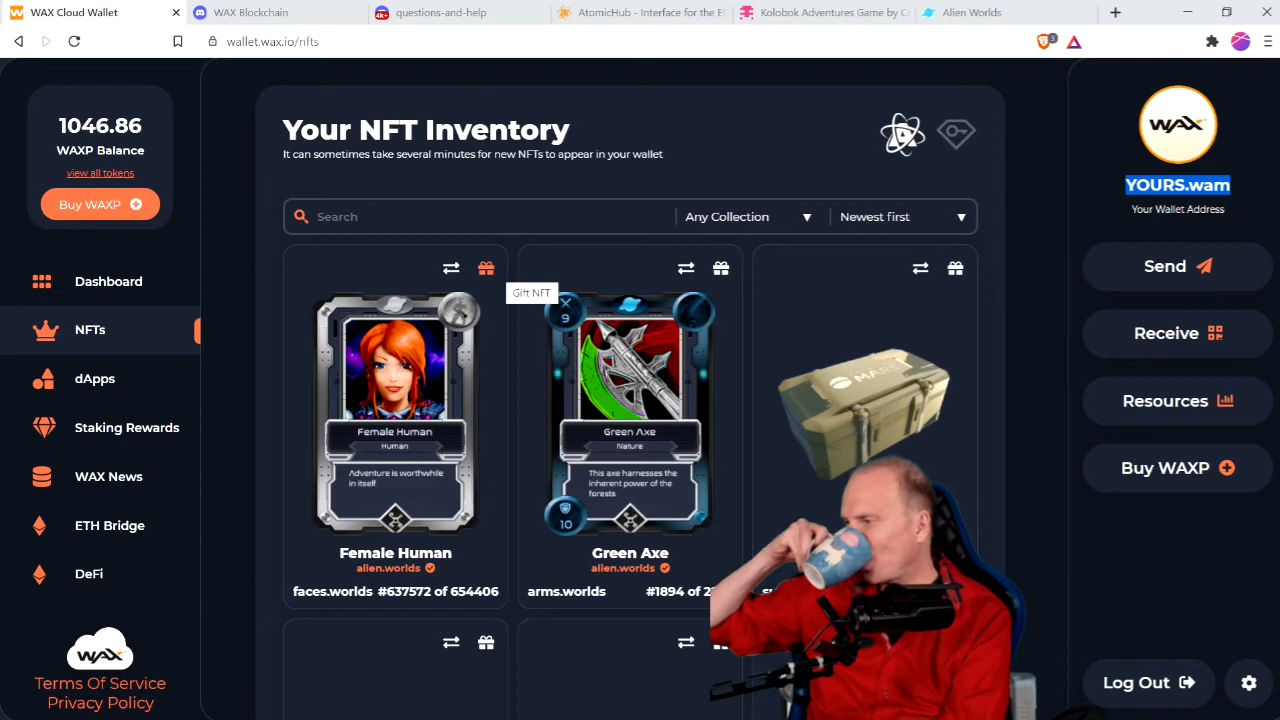 WAX Cloud Wallet
WAX Blockchain
4k+
questions-and-help
AtomicHub - Interface for the EO
Kolobok Adventures Game by C
Alien Worlds
wallet.wax.io/nfts
3
1046.86
WAXP Balance
view all tokens
Buy WAXP
Dashboard
NFTs
dApps
Staking Rewards
WAX News
ETH Bridge
DeFi
WAX
Terms Of Service
Privacy Policy
Your NFT Inventory
It can sometimes take several minutes for new NFTs to appear in your wallet
Search
Any Collection
Newest first
Gift NFT
Female Human
Human
Adventure is worthwhile
in itself
Female Human
alien.worlds
faces.worlds #637572 of 654406
9
Green Axe
Nature
This axe harnesses the
inherent power of the
forests
10
Green Axe
alien.worlds
arms.worlds #1894 of 2
MARS
WAX
YOURS.wam
Your Wallet Address
Send
Receive
Resources
Buy WAXP
Log Out